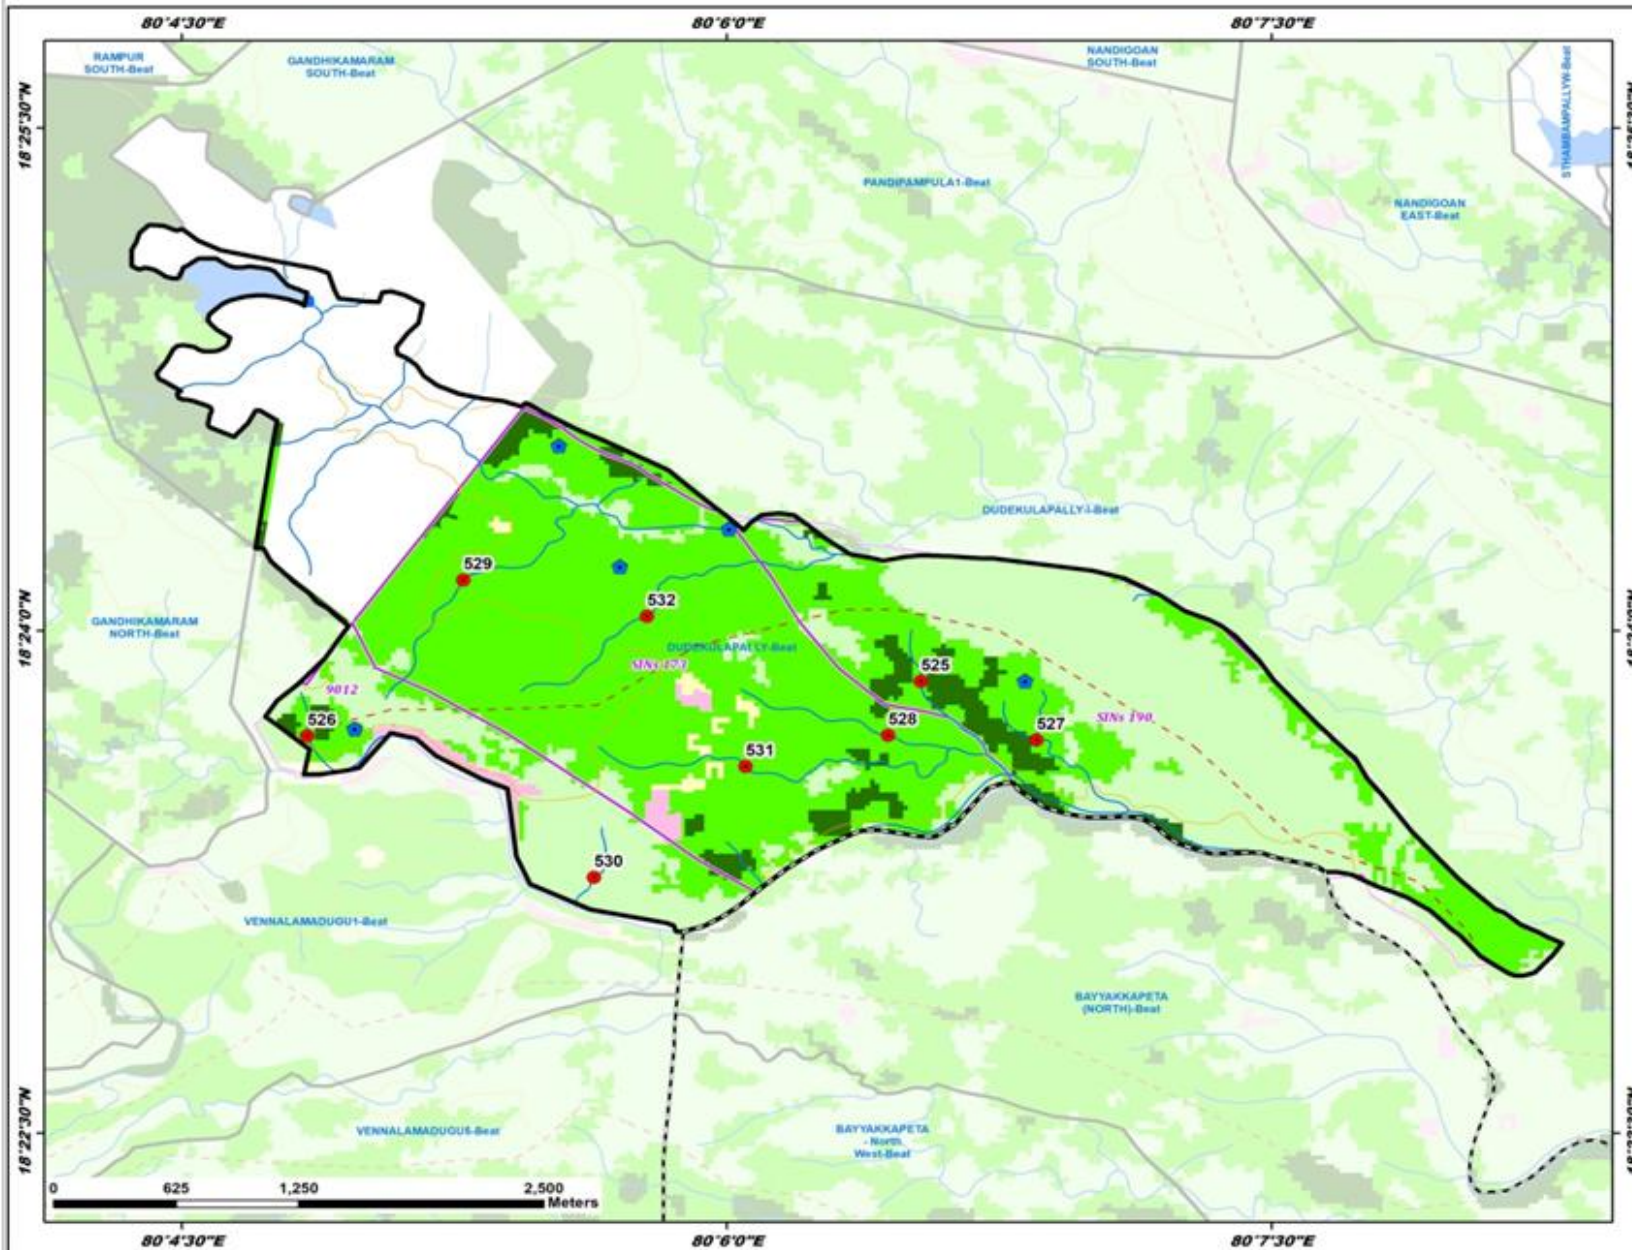 80°4'30"E
80°6'0"E
80°7'30"E
RAMPUR
SOUTH-Beat
GANDHIKAMARAM
SOUTH-Beat
NANDIGOAN
SOUTH-Beat
STHAMBAMPALLYW-Beat
18°25'30"N
PANDIPAMPULA1-Beat
NANDIGOAN
EAST-Beat
DUDEKULAPALLY-I-Beat
529
532
18°24'0"N
GANDHIKAMARAM
NORTH-Beat
DUDEKULAPALLY-Beat
SINs 173
525
9012
526
528
527
SINs 190
531
530
VENNALAMADUGU1-Beat
BAYYAKKAPETA
(NORTH)-Beat
18°22'30"N
VENNALAMADUGU5-Beat
BAYYAKKAPETA
- North
West-Beat
0
625
1,250
2,500
Meters
80°4'30"E
80°6'0"E
80°7'30"E